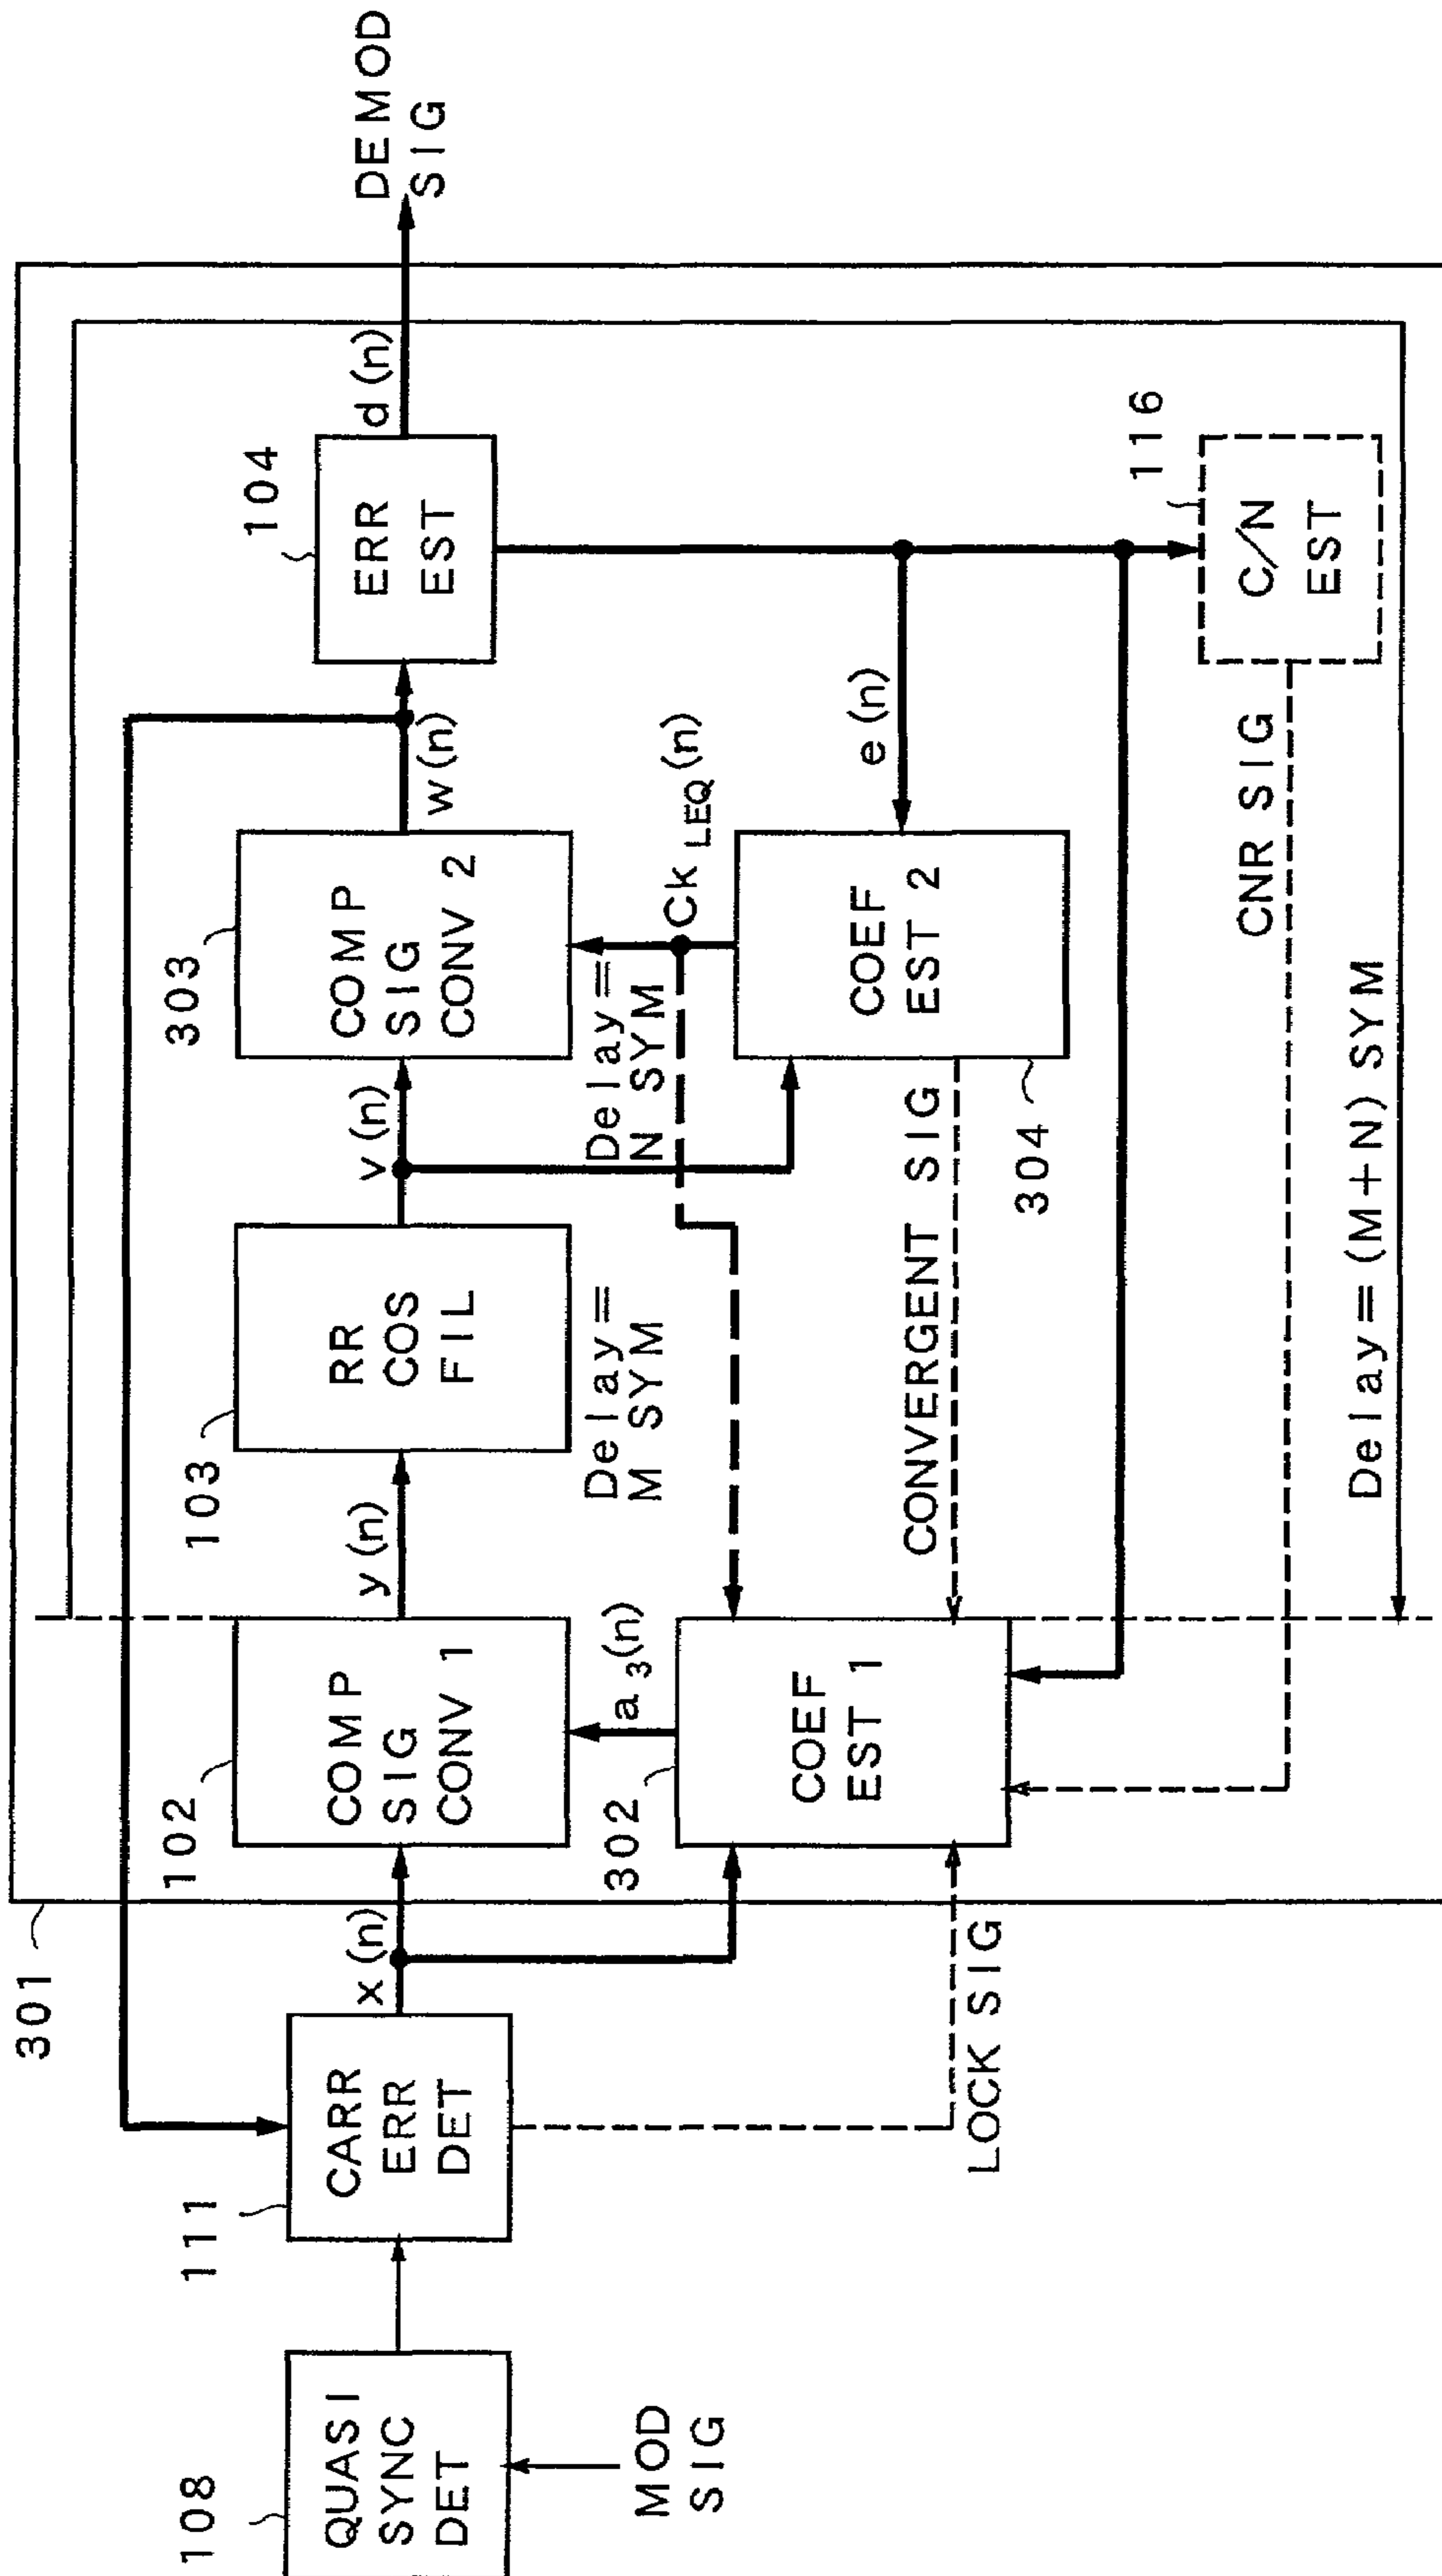 108
QUASI
SYNC
DET
MOD
SIG
111
CARR
ERR
DET
LOCK SIG
301
x (n)
102
COMP
SIG
CONV 1
302
COEF
EST 1
a 3 (n)
y (n)
103
RR
COS
FIL
Delay=
M SYM
v (n)
303
COMP
SIG
CONV 2
Delay=
N SYM
Ck LEQ (n)
304
COEF
EST 2
CONVERGENT SIG
w (n)
e (n)
104
ERR
EST
d (n)
DEMOD
SIG
116
C/N
EST
CNR SIG
Delay= (M+N) SYM